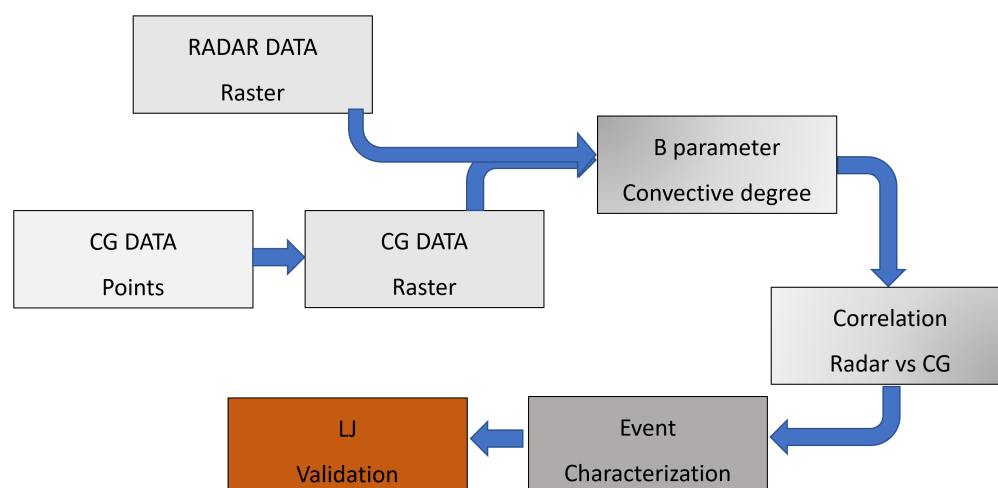 RADAR DATA
Raster
B parameter
Convective degree
CG DATA
Points
CG DATA
Raster
Correlation
Radar vs CG
LJ
Validation
Event
Characterization